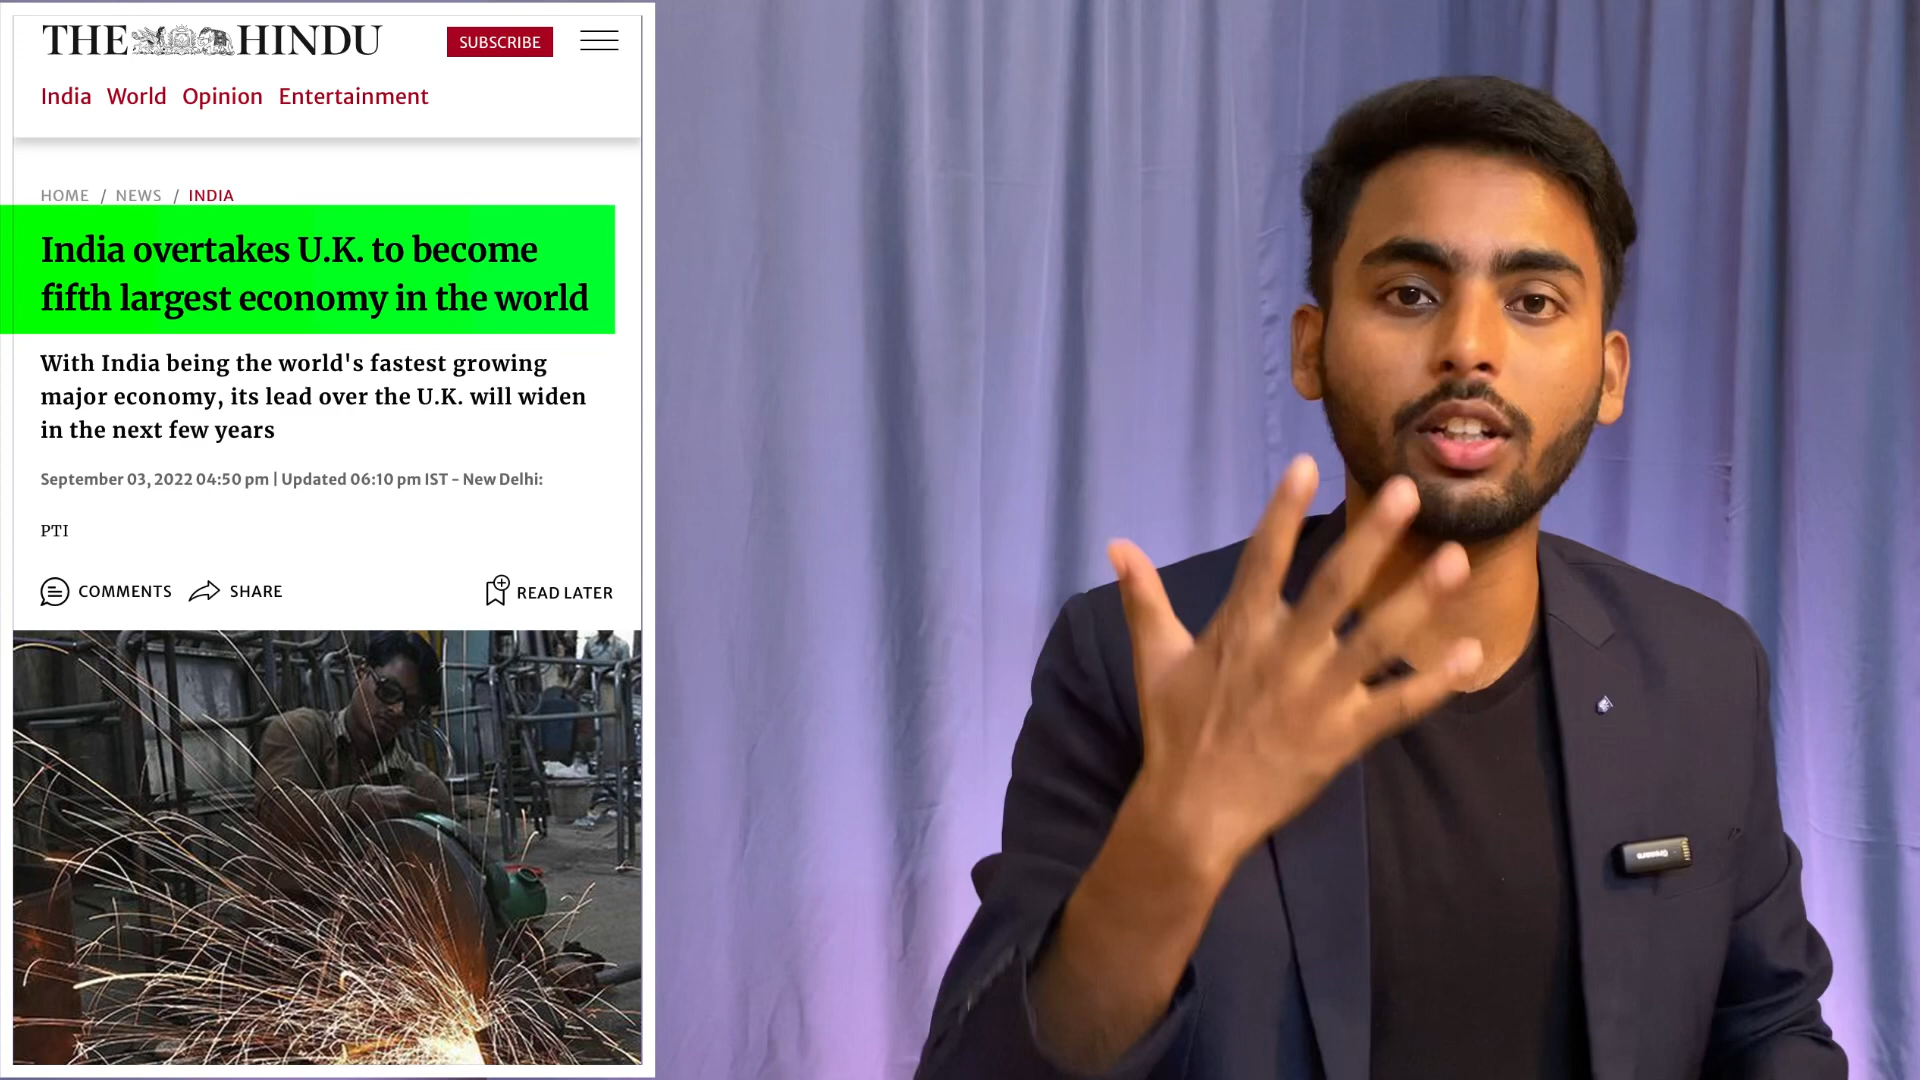 THE HINDU
SUBSCRIBE
India World Opinion Entertainment
HOME / NEWS / INDIA
India overtakes U.K. to become
fifth largest economy in the world
With India being the world's fastest growing
major economy, its lead over the U.K. will widen
in the next few years
September 03, 2022 04:50 pm | Updated 06:10 pm IST - New Delhi:
PTI
COMMENTS SHARE
READ LATER